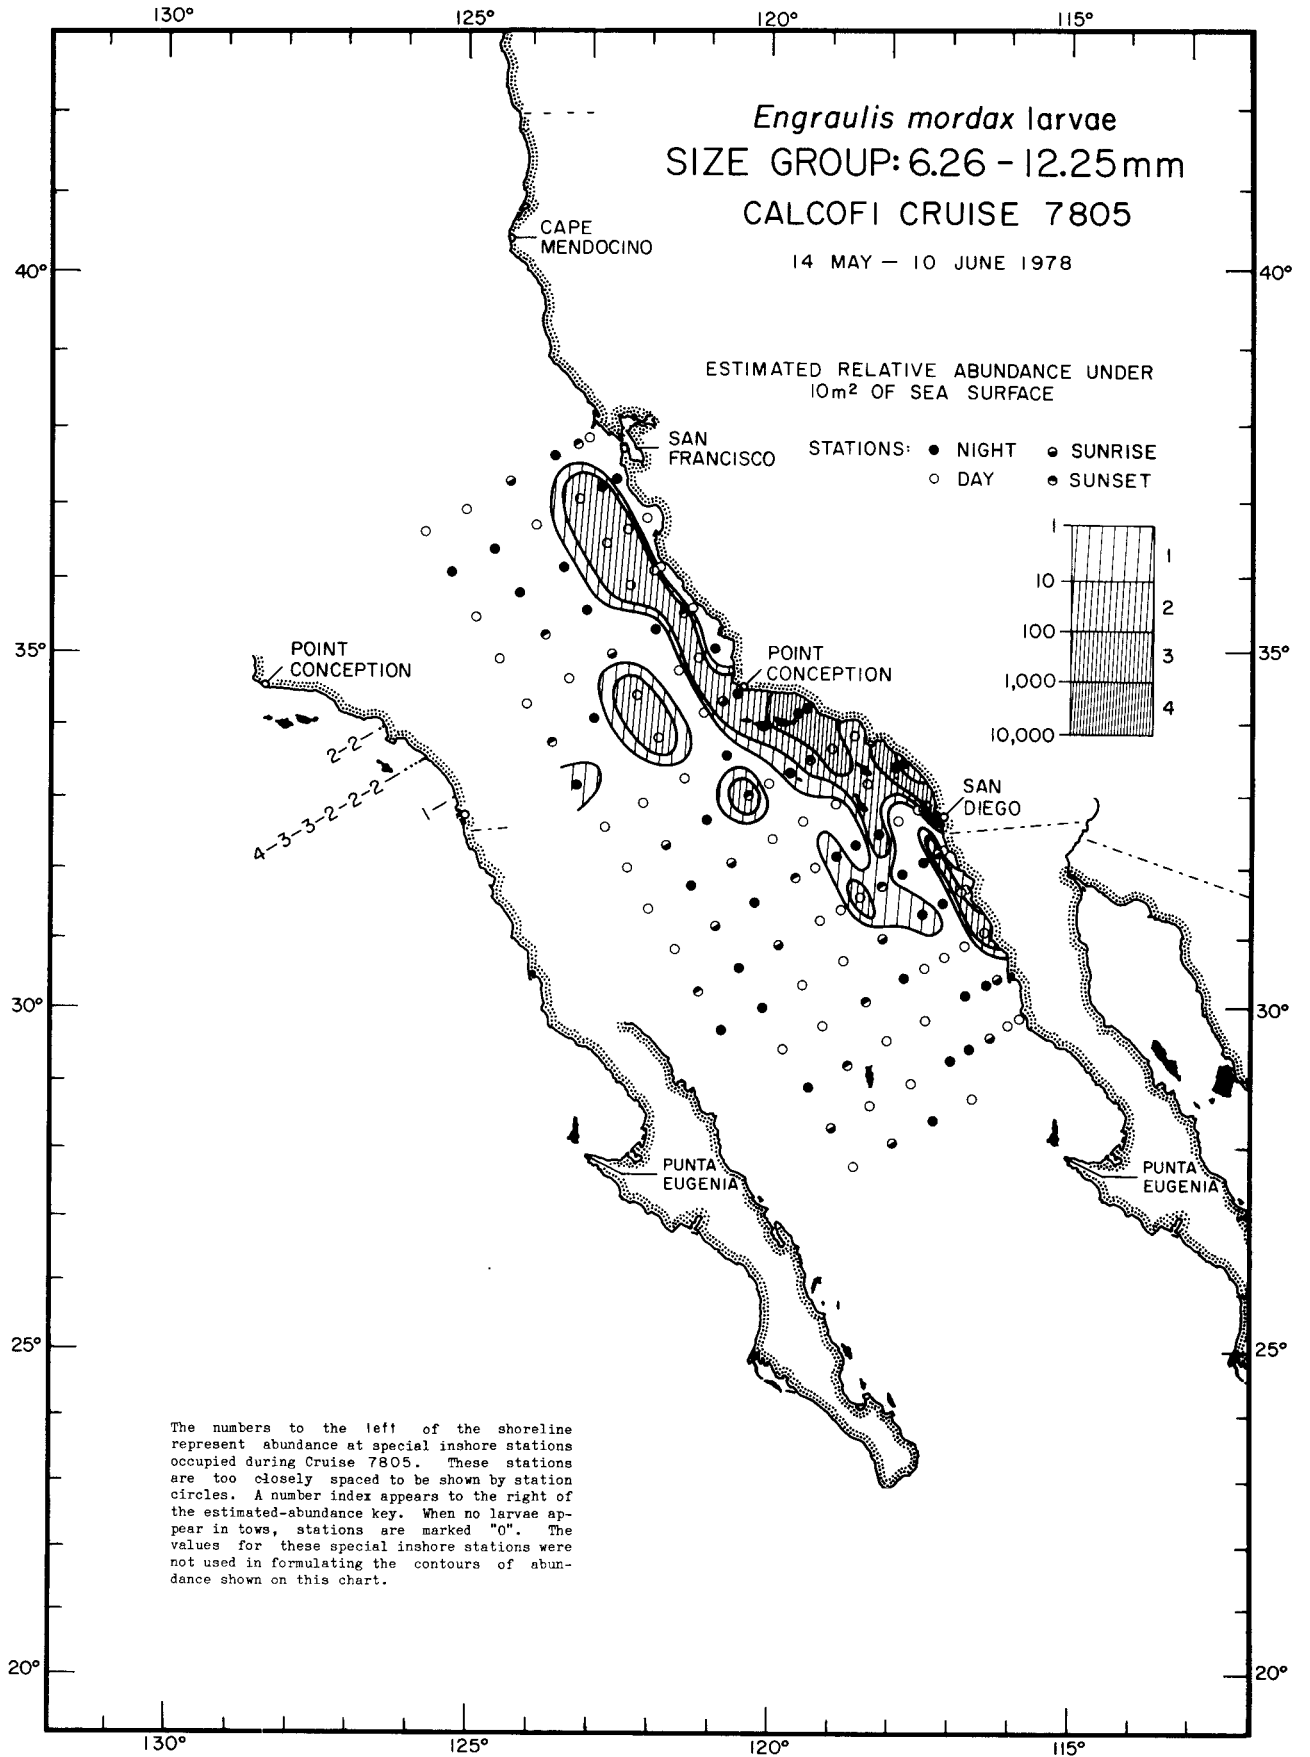 130° 125° 120° 115°
Engraulis mordax larvae
SIZE GROUP: 6.26 – 12.25mm
CALCOFI CRUISE 7805
14 MAY – 10 JUNE 1978
CAPE
MENDOCINO
40° 40°
ESTIMATED RELATIVE ABUNDANCE UNDER
10m² OF SEA SURFACE
SAN
FRANCISCO
STATIONS: ● NIGHT SUNRISE
○ DAY SUNSET
1
1
10
2
100
3
1,000
4
10,000
35° 35°
POINT
CONCEPTION
POINT
CONCEPTION
2-2-
4-3-3-2-2-2
1-
SAN
DIEGO
30° 30°
PUNTA
EUGENIA
PUNTA
EUGENIA
25° 25°
The numbers to the left of the shoreline
represent abundance at special inshore stations
occupied during Cruise 7805. These stations
are too closely spaced to be shown by station
circles. A number index appears to the right of
the estimated-abundance key. When no larvae ap-
pear in tows, stations are marked "0". The
values for these special inshore stations were
not used in formulating the contours of abun-
dance shown on this chart.
20° 20°
130° 125° 120° 115°